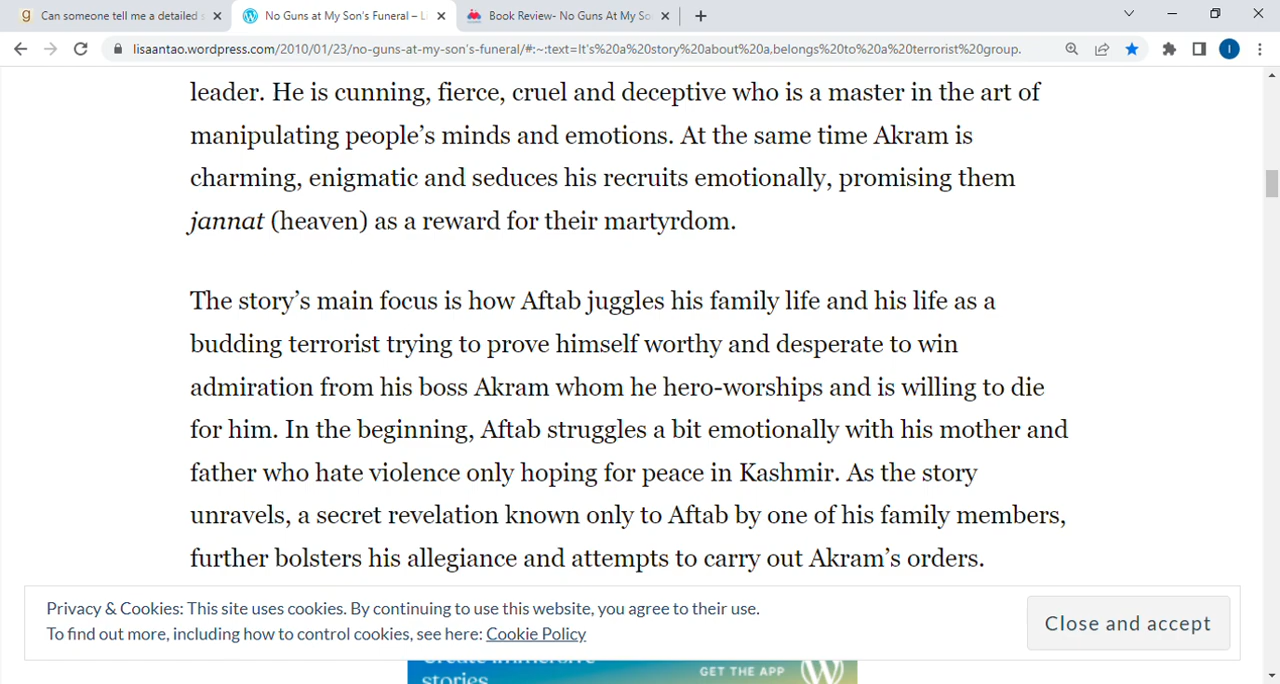 Can someone tell me a detailed s
No Guns at My Son's Funeral – Li
Book Review- No Guns At My So
lisaantao.wordpress.com/2010/01/23/no-guns-at-my-son's-funeral/#:~:text=It's%20a%20story%20about%20a,belongs%20to%20a%20terrorist%20group.
leader. He is cunning, fierce, cruel and deceptive who is a master in the art of
manipulating people’s minds and emotions. At the same time Akram is
charming, enigmatic and seduces his recruits emotionally, promising them
jannat (heaven) as a reward for their martyrdom.
The story’s main focus is how Aftab juggles his family life and his life as a
budding terrorist trying to prove himself worthy and desperate to win
admiration from his boss Akram whom he hero-worships and is willing to die
for him. In the beginning, Aftab struggles a bit emotionally with his mother and
father who hate violence only hoping for peace in Kashmir. As the story
unravels, a secret revelation known only to Aftab by one of his family members,
further bolsters his allegiance and attempts to carry out Akram’s orders.
Privacy & Cookies: This site uses cookies. By continuing to use this website, you agree to their use.
To find out more, including how to control cookies, see here: Cookie Policy
Close and accept
Create immersive
stories.
GET THE APP